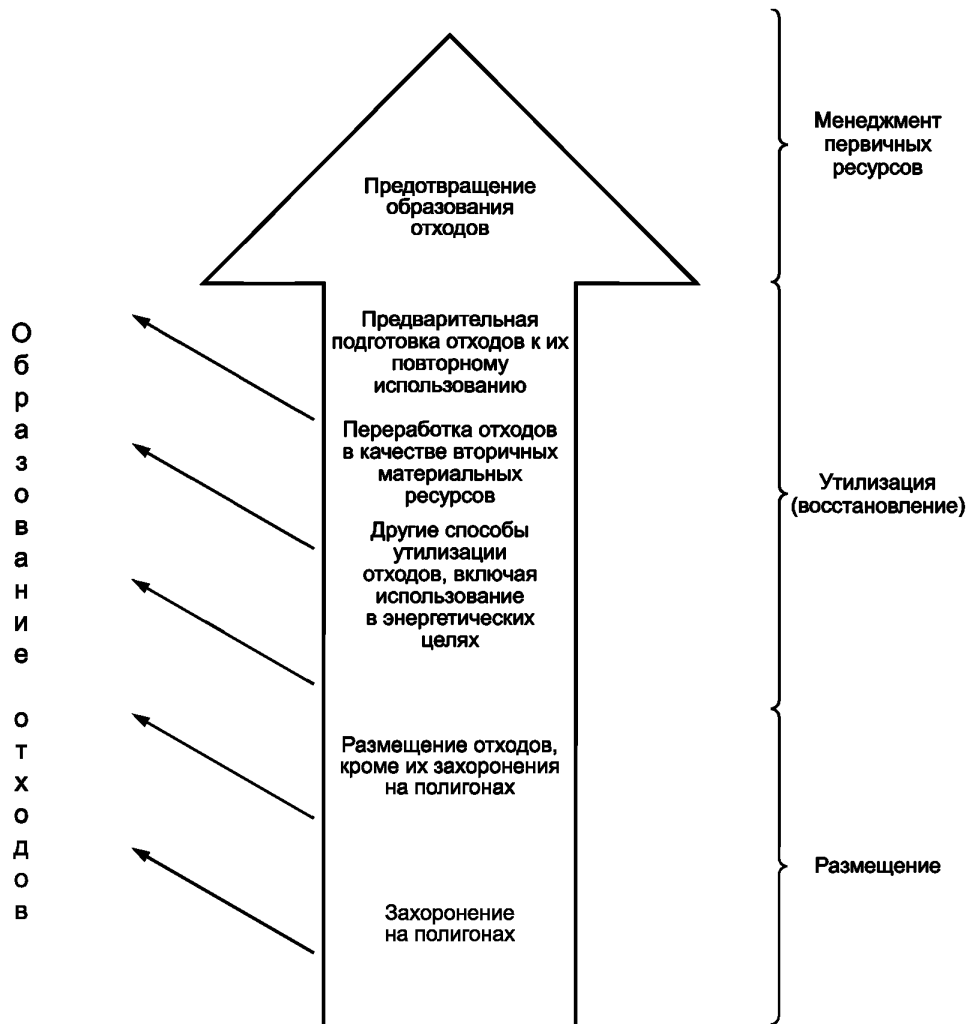 Менеджмент
первичных
ресурсов
Предотвращение
образования
отходов
Образование отходов
Предварительная
подготовка отходов к их
повторному
использованию
Переработка отходов
в качестве вторичных
материальных
ресурсов
Утилизация
(восстановление)
Другие способы
утилизации
отходов, включая
использование
в энергетических
целях
Размещение отходов,
кроме их захоронения
на полигонах
Размещение
Захоронение
на полигонах